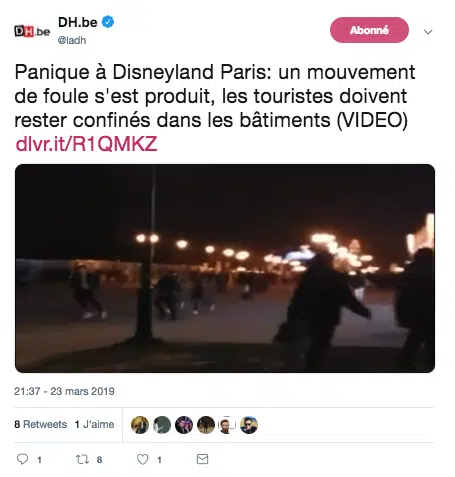 DH.be
DH.be
@ladh
Abonné
Panique à Disneyland Paris: un mouvement
de foule s'est produit, les touristes doivent
rester confinés dans les bâtiments (VIDEO)
dlvr.it/R1QMKZ
21:37 - 23 mars 2019
8 Retweets 1 J'aime
1 8 1